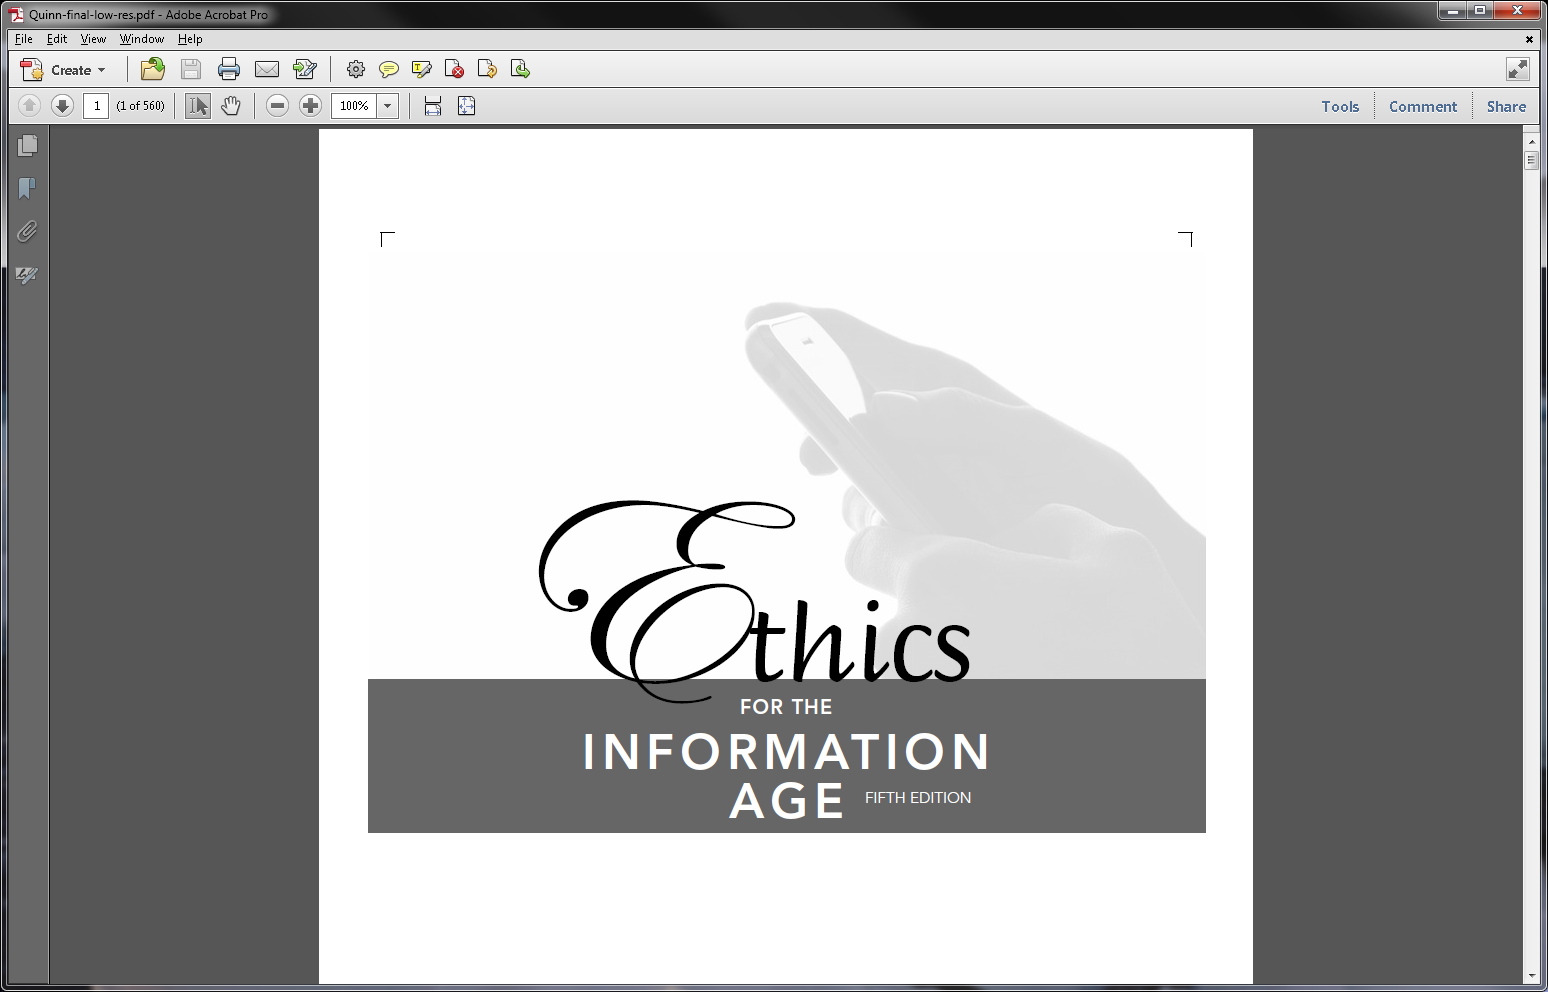 Quinn-final-low-res.pdf - Adobe Acrobat Pro
File Edit View Window Help
Create
1 (1 of 560) 100% Tools Comment Share
Ethics
FOR THE
INFORMATION
AGE FIFTH EDITION